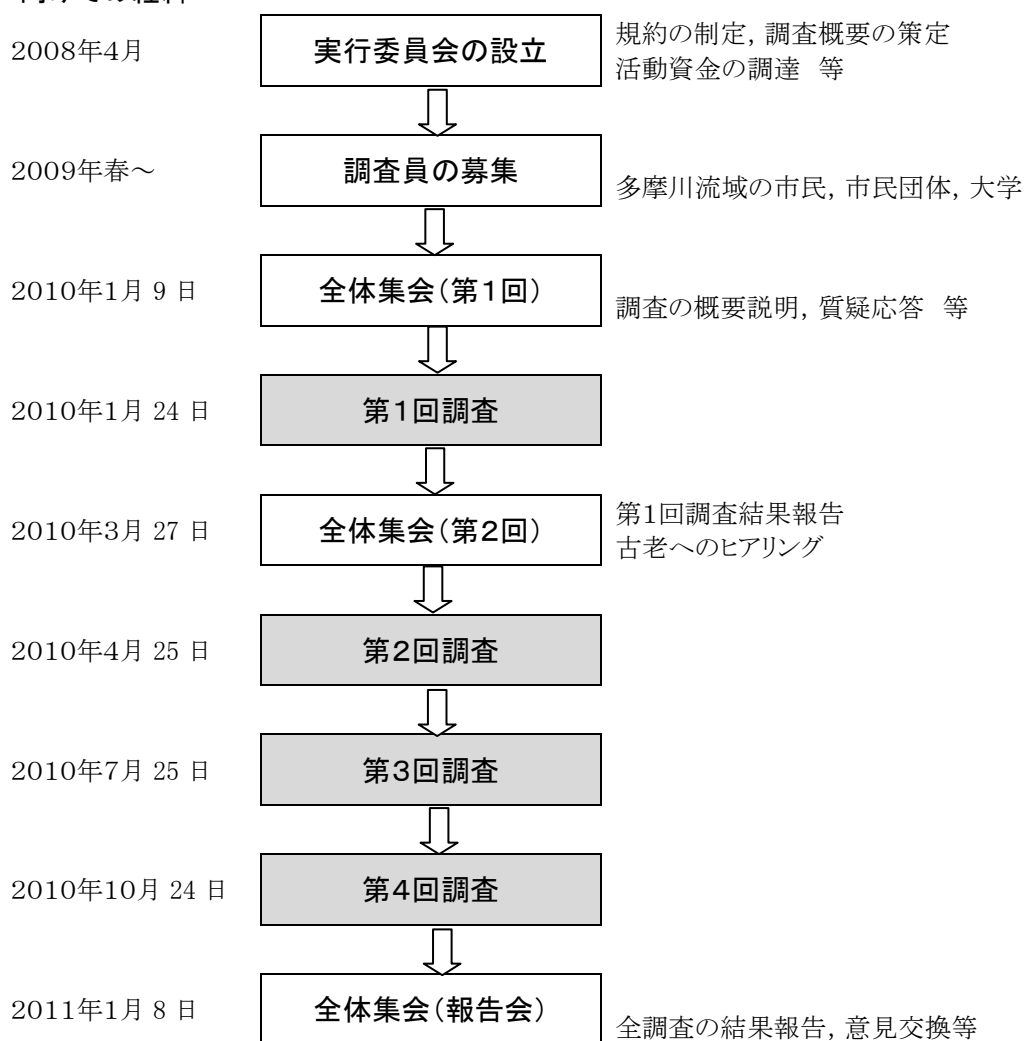 2008年4月
実行委員会の設立
規約の制定, 調査概要の策定
活動資金の調達 等
2009年春~
調査員の募集
多摩川流域の市民, 市民団体, 大学
2010年1月 9 日
全体集会(第1回)
調査の概要説明, 質疑応答 等
2010年1月 24 日
第1回調査
2010年3月 27 日
全体集会(第2回)
第1回調査結果報告
古老へのヒアリング
2010年4月 25 日
第2回調査
2010年7月 25 日
第3回調査
2010年10月 24 日
第4回調査
2011年1月 8 日
全体集会(報告会)
全調査の結果報告, 意見交換等